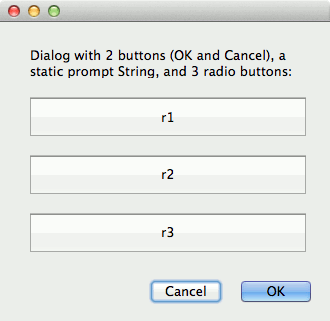 Dialog with 2 buttons (OK and Cancel), a
static prompt String, and 3 radio buttons:
r1
r2
r3
Cancel OK